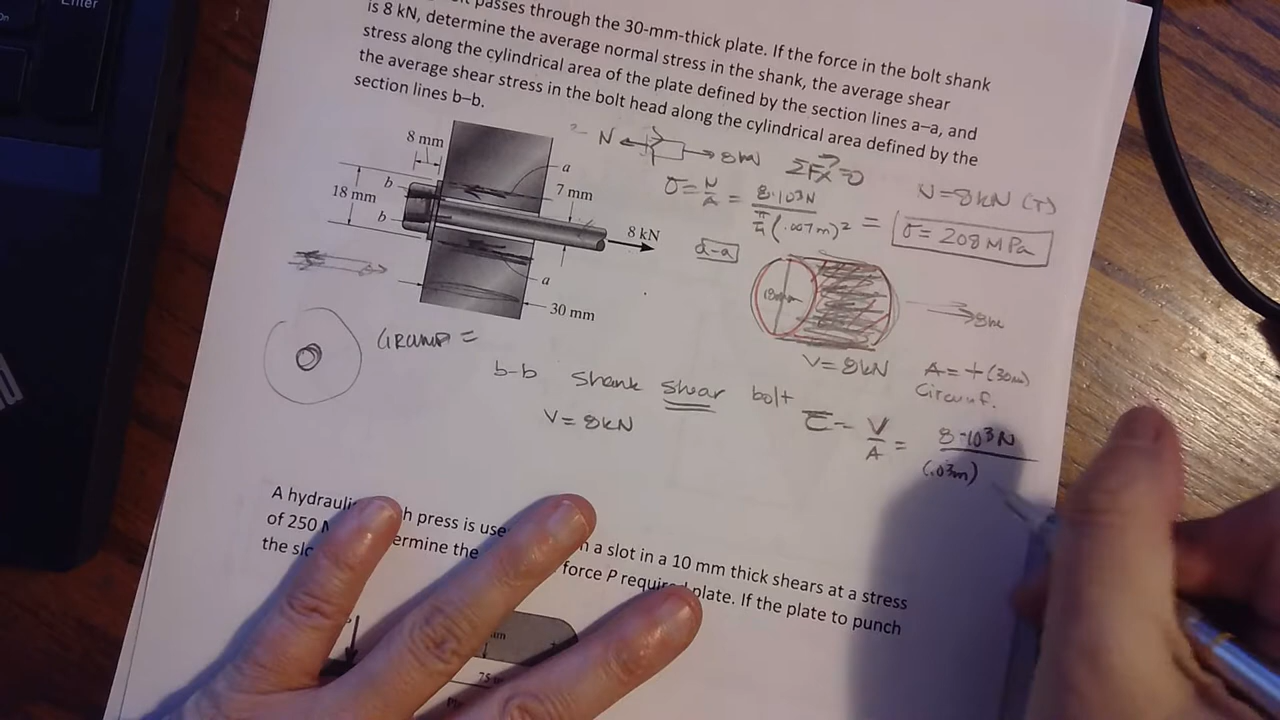 Enter
On
passes through the 30-mm-thick plate. If the force in the bolt shank
is 8 kN, determine the average normal stress in the shank, the average shear
stress along the cylindrical area of the plate defined by the section lines a–a, and
the average shear stress in the bolt head along the cylindrical area defined by the
section lines b–b.
8 mm
b
18 mm
b
a
7 mm
8 kN
a
30 mm
N
8kN
ΣFx=0
N=8kN (T)
σ=N/A = 8·10³N / π/4(.007m)² = σ=208MPa
a-a
18mm
8kN
V=8kN
A= (30m)
Circumf.
=
b-b shank shear bolt
V=8kN
τ= V/A = 8·10³N / (.03m)
A hydrauli h press is use a slot in a 10 mm thick shears at a stress
of 250 ermine the force P requir plate. If the plate to punch
the slo
75